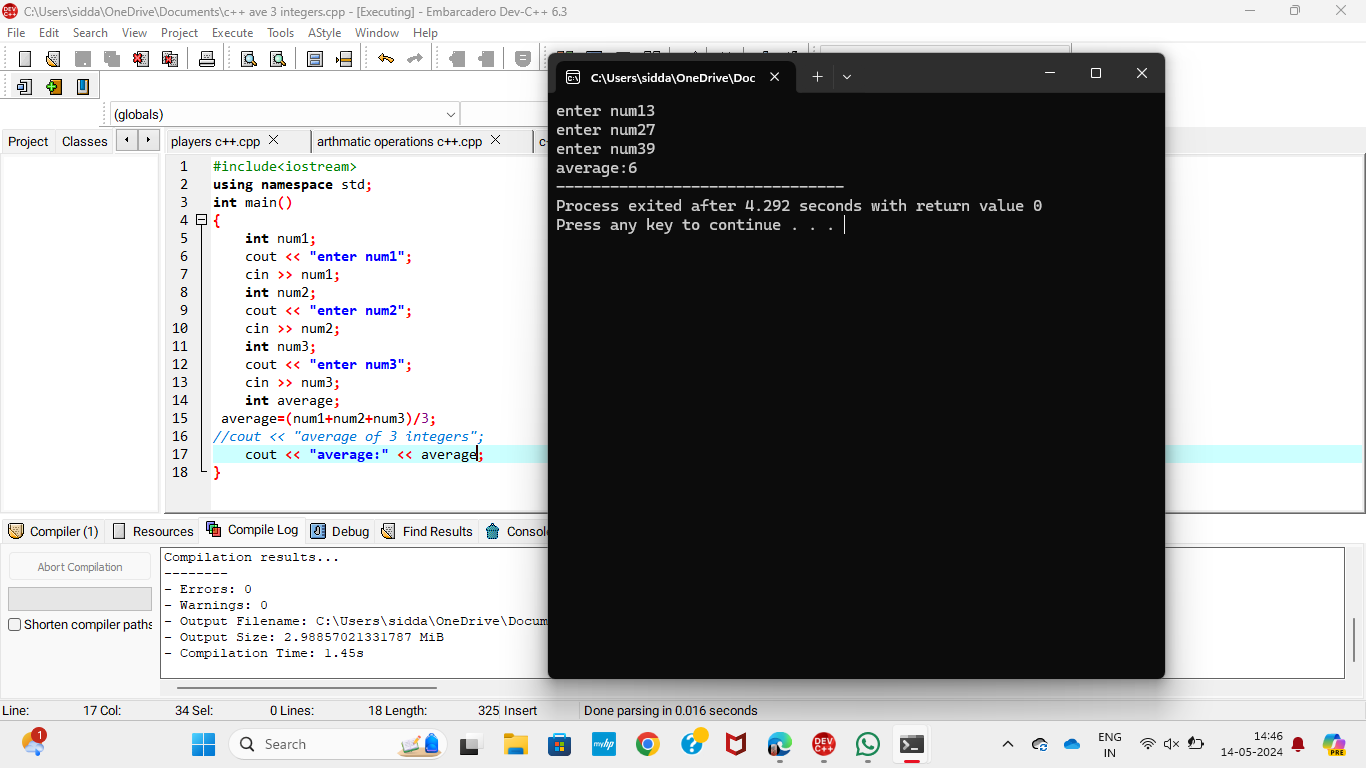 C:\Users\sidda\OneDrive\Documents\c++ ave 3 integers.cpp - [Executing] - Embarcadero Dev-C++ 6.3
File Edit Search View Project Execute Tools AStyle Window Help
(globals)
Project Classes
players c++.cpp
arthmatic operations c++.cpp
1 #include<iostream>
2 using namespace std;
3 int main()
4 {
5 int num1;
6 cout << "enter num1";
7 cin >> num1;
8 int num2;
9 cout << "enter num2";
10 cin >> num2;
11 int num3;
12 cout << "enter num3";
13 cin >> num3;
14 int average;
15 average=(num1+num2+num3)/3;
16 //cout << "average of 3 integers";
17 cout << "average:" << average;
18 }
C:\Users\sidda\OneDrive\Doc
enter num13
enter num27
enter num39
average:6
--------------------------------
Process exited after 4.292 seconds with return value 0
Press any key to continue . . .
Compiler (1) Resources Compile Log Debug Find Results
Abort Compilation
Shorten compiler paths
Compilation results...
--------
- Errors: 0
- Warnings: 0
- Output Filename: C:\Users\sidda\OneDrive\Docum
- Output Size: 2.98857021331787 MiB
- Compilation Time: 1.45s
Line: 17 Col: 34 Sel: 0 Lines: 18 Length: 325 Insert Done parsing in 0.016 seconds
1
Search
myhp
DEV C++
ENG
IN
14:46
14-05-2024
PRE